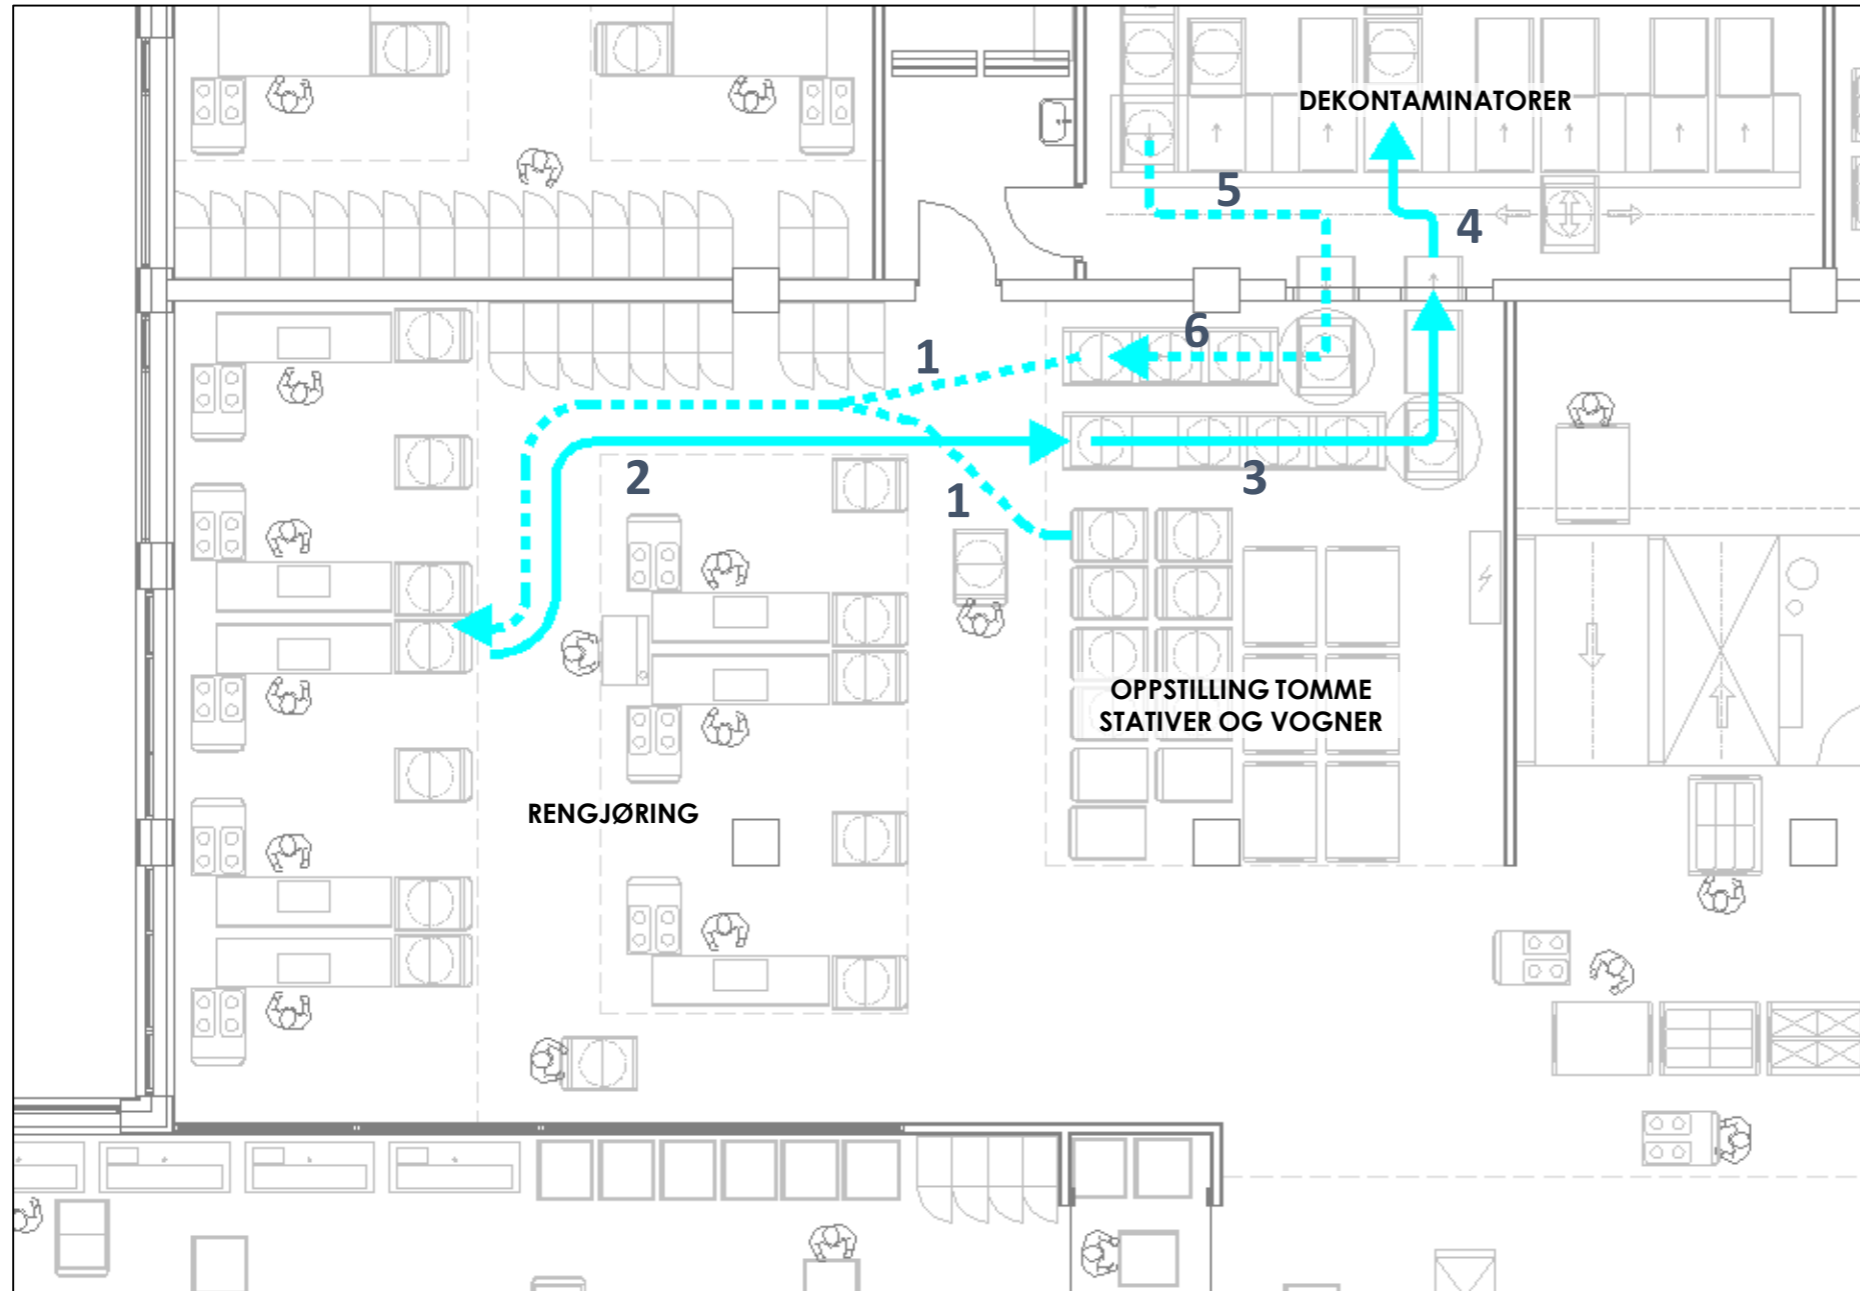 DEKONTAMINATORER
5
4
6
1
2
3
1
OPPSTILLING TOMME
STATIVER OG VOGNER
RENGJØRING